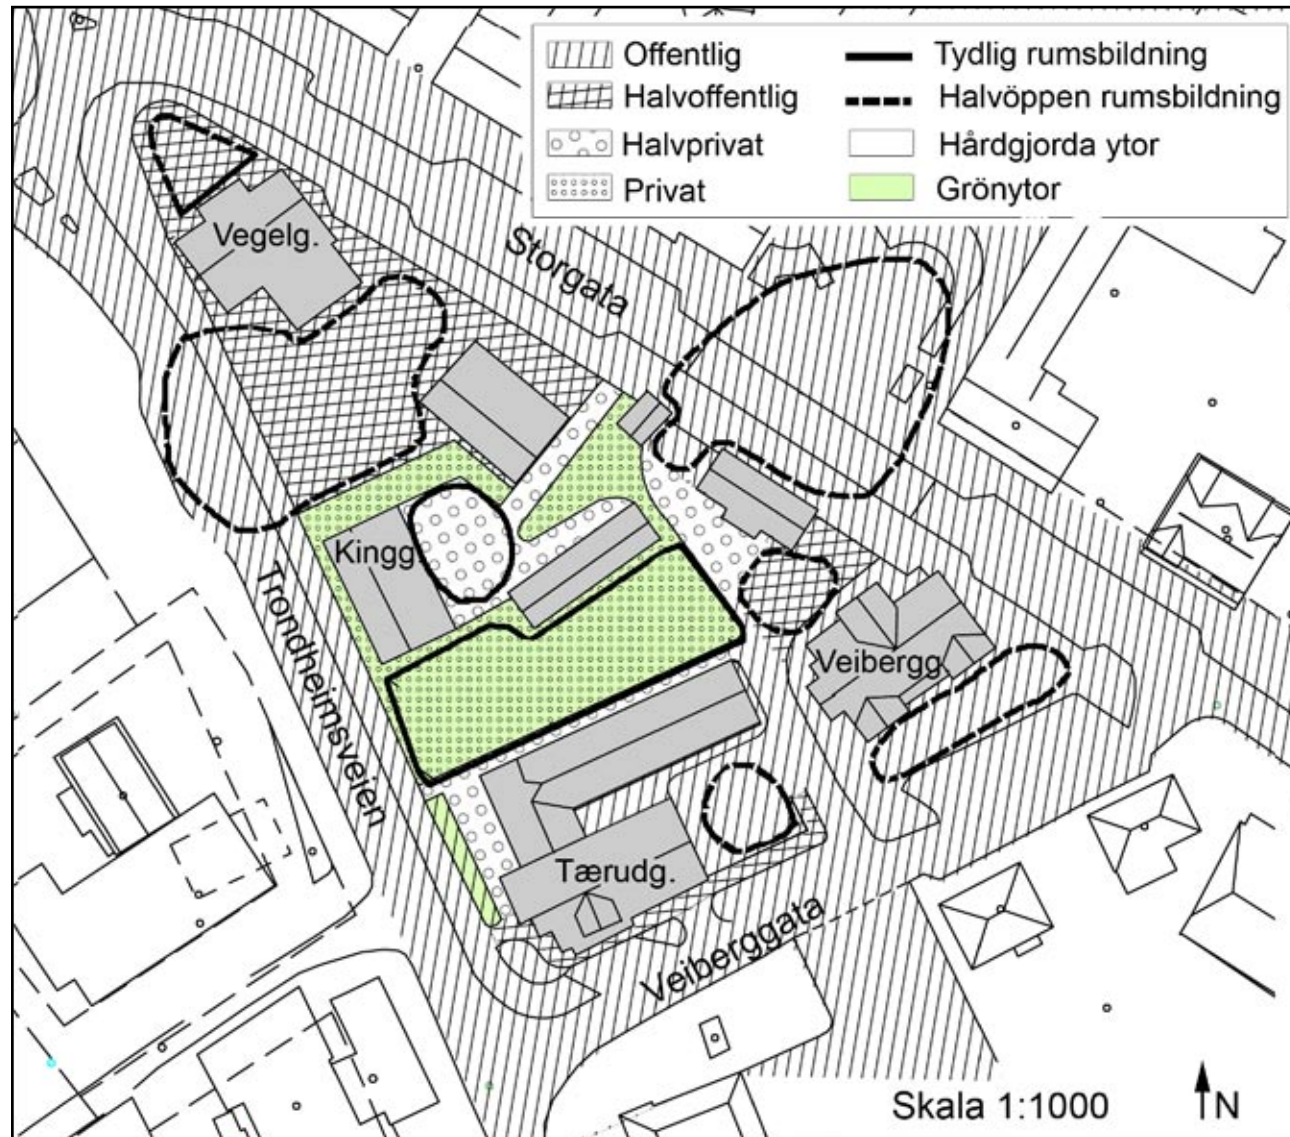 Offentlig
Halvoffentlig
Halvprivat
Privat
Tydlig rumsbildning
Halvöppen rumsbildning
Hårdgjorda ytor
Grönytor
Vegelg.
Storgata
Kingg.
Trondheimsveien
Veibergg.
Tærudg.
Veiberggata
Skala 1:1000
N